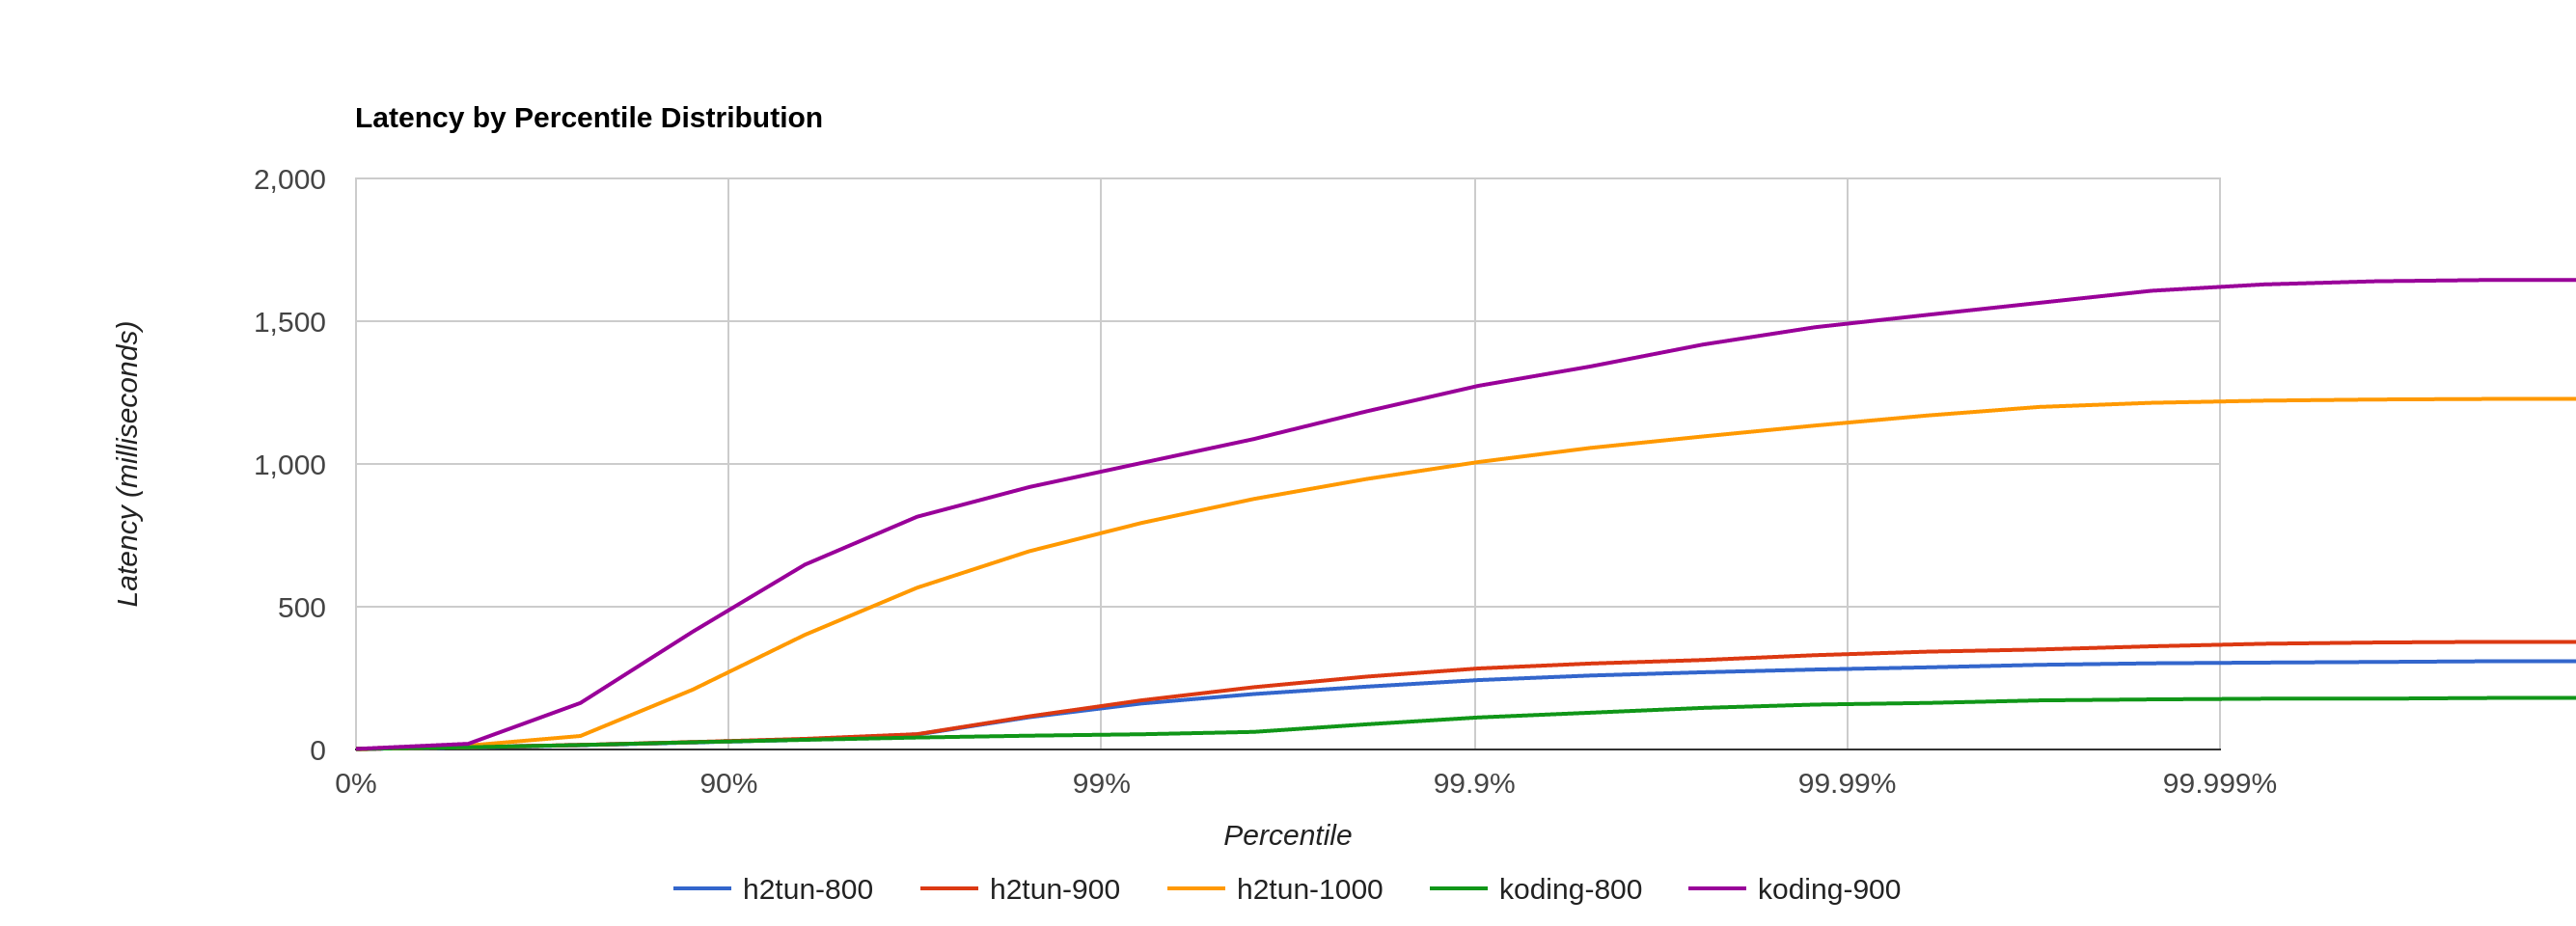 Latency by Percentile Distribution
2,000
1,500
1,000
500
0
Latency (milliseconds)
0% 90% 99% 99.9% 99.99% 99.999%
Percentile
h2tun-800 h2tun-900 h2tun-1000 koding-800 koding-900